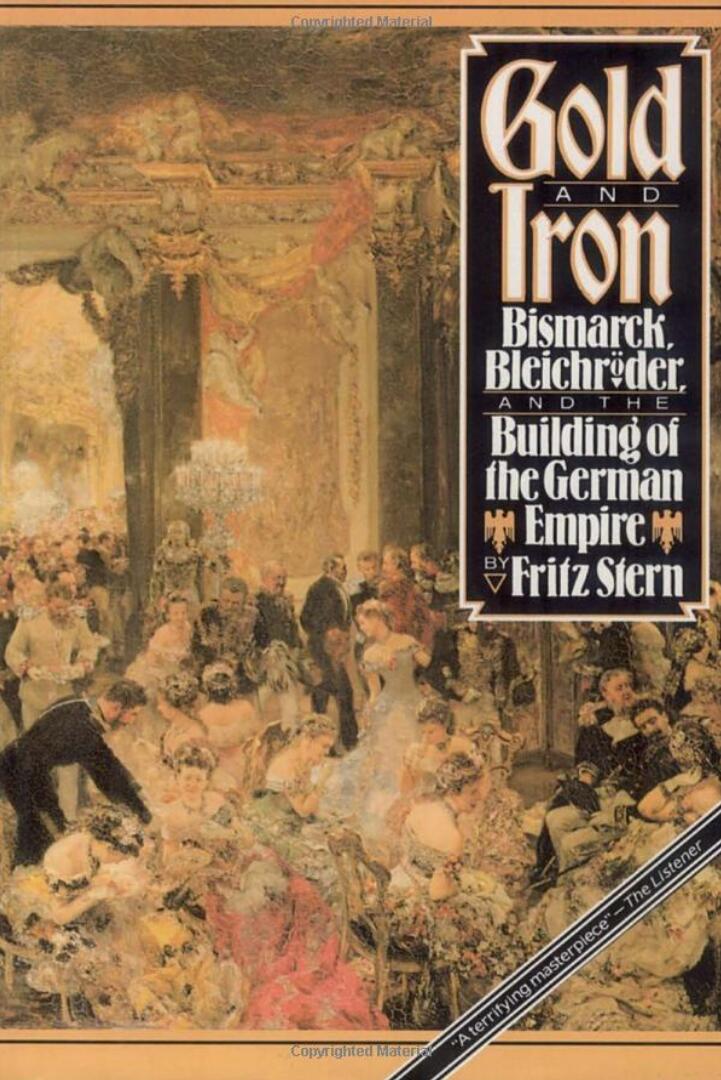 Copyrighted Material
Gold
AND
Iron
Bismarck,
Bleichröder,
AND THE
Building of
the German
Empire
BY Fritz Stern
"A terrifying masperpiece"—The Listener
Copyrighted Material